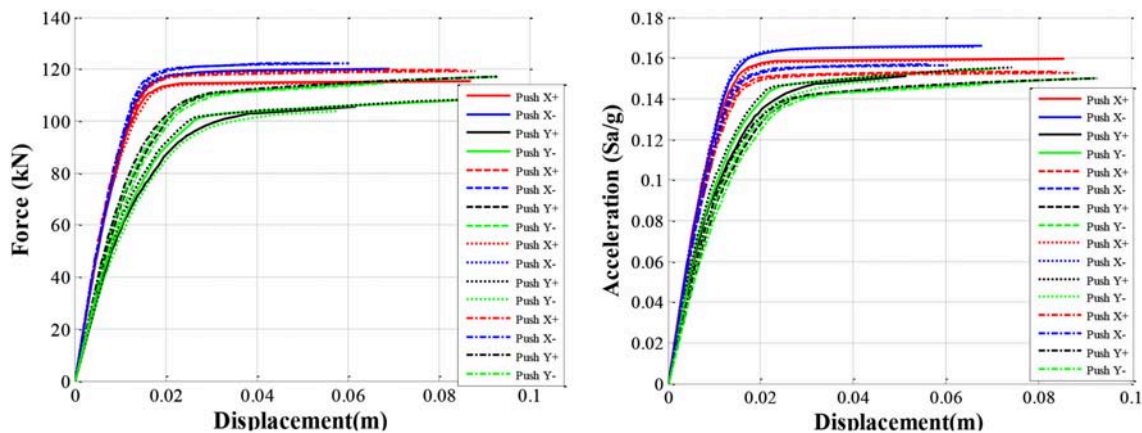 140
120
100
80
60
40
20
0
Force (kN)
0
0.02
0.04
0.06
0.08
0.1
Displacement(m)
Push X+
Push X-
Push Y+
Push Y-
Push X+
Push X-
Push Y+
Push Y-
Push X+
Push X-
Push Y+
Push Y-
Push X+
Push X-
Push Y+
Push Y-
0.18
0.16
0.14
0.12
0.1
0.08
0.06
0.04
0.02
0
Acceleration (Sa/g)
0
0.02
0.04
0.06
0.08
0.1
Displacement(m)
Push X+
Push X-
Push Y+
Push Y-
Push X+
Push X-
Push Y+
Push Y-
Push X+
Push X-
Push Y+
Push Y-
Push X+
Push X-
Push Y+
Push Y-